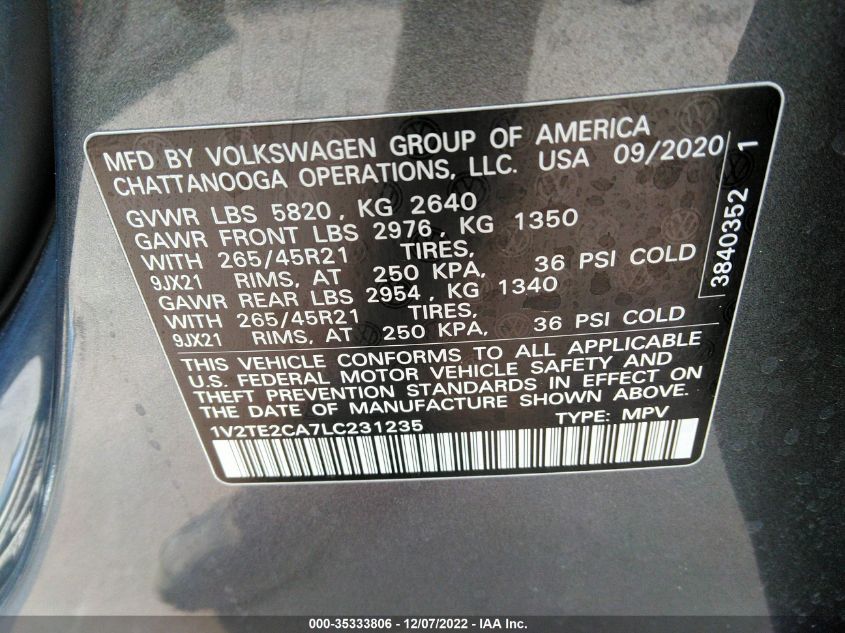 MFD BY VOLKSWAGEN GROUP OF AMERICA
CHATTANOOGA OPERATIONS, LLC. USA 09/2020
GVWR LBS 5820, KG 2640
GAWR FRONT LBS 2976, KG 1350
WITH 265/45R21 TIRES,
9JX21 RIMS, AT 250 KPA, 36 PSI COLD
GAWR REAR LBS 2954, KG 1340
WITH 265/45R21 TIRES,
9JX21 RIMS, AT 250 KPA, 36 PSI COLD
THIS VEHICLE CONFORMS TO ALL APPLICABLE
U.S. FEDERAL MOTOR VEHICLE SAFETY AND
THEFT PREVENTION STANDARDS IN EFFECT ON
THE DATE OF MANUFACTURE SHOWN ABOVE.
1V2TE2CA7LC231235 TYPE: MPV
3840352
1
000-35333806 - 12/07/2022 - IAA Inc.